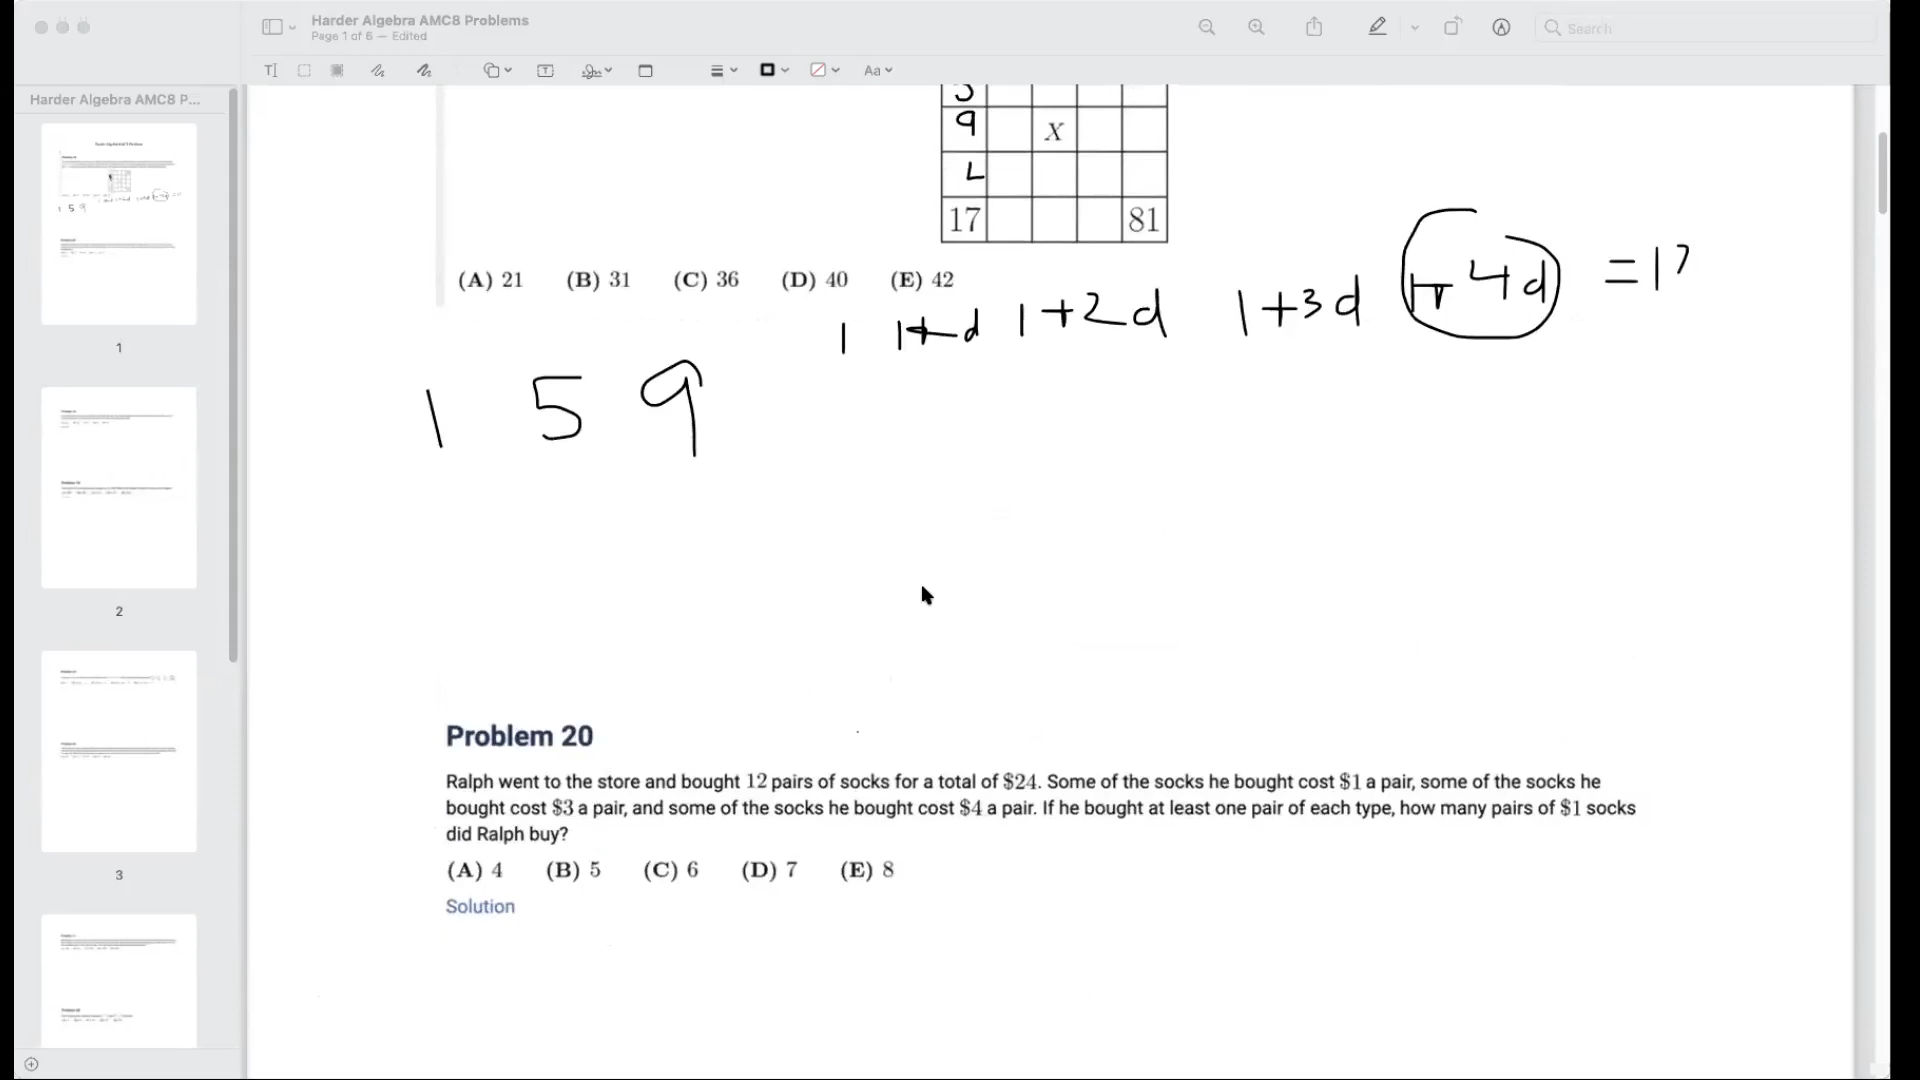 Harder Algebra AMC8 Problems
Page 1 of 6 — Edited
Search
Aa
Harder Algebra AMC8 P...
1
2
3
5
9 X
17 81
(A) 21 (B) 31 (C) 36 (D) 40 (E) 42
1 1+d 1+2d 1+3d 1+4d =17
1 5 9
Problem 20
Ralph went to the store and bought 12 pairs of socks for a total of $24. Some of the socks he bought cost $1 a pair, some of the socks he
bought cost $3 a pair, and some of the socks he bought cost $4 a pair. If he bought at least one pair of each type, how many pairs of $1 socks
did Ralph buy?
(A) 4 (B) 5 (C) 6 (D) 7 (E) 8
Solution